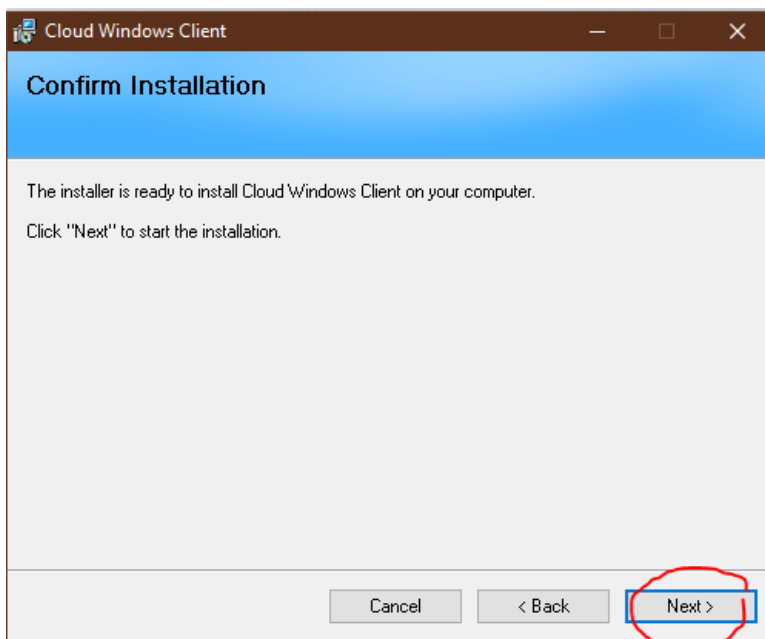 Cloud Windows Client
Confirm Installation
The installer is ready to install Cloud Windows Client on your computer.
Click "Next" to start the installation.
Cancel
< Back
Next >